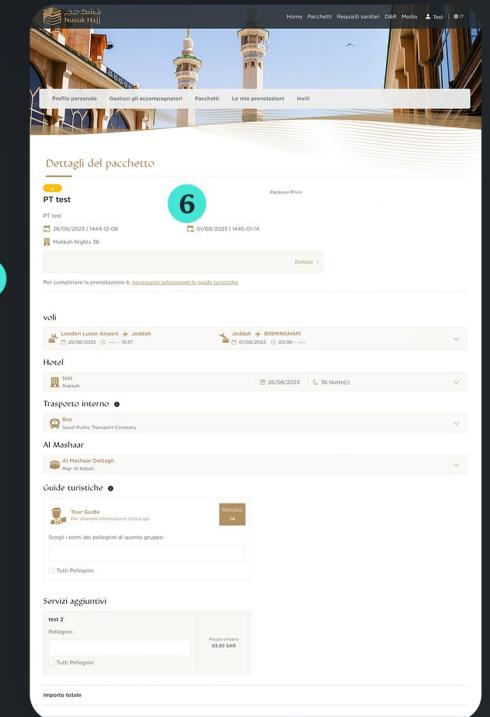 نسك حج
Nusuk Hajj
Home Pacchetti Requisiti sanitari D&R Media Test IT
Profilo personale Gestisci gli accompagnatori Pacchetti Le mie prenotazioni Inviti
Dettagli del pacchetto
PT test
6
Package Price
PT test
26/06/2023 | 1444-12-08 01/08/2023 | 1445-01-14
Makkah Nights 36
Dettagli >
Per completare la prenotazione è, necessario selezionare le guide turistiche
voli
London Luton Airport Jeddah Jeddah BIRMINGHAM
25/06/2023 --:-- - 19:37 01/08/2023 00:00 - --:--
Hotel
test 26/06/2023 36 Notte(i)
Makkah
Trasporto interno
Bus
Saudi Public Transport Company
Al Mashaar
Al Mashaar Dettagli
Majr Al-Kabsh
Guide turistiche
Tour Guide Residuo
Per ulteriori informazioni clicca qui 14
Scegli i nomi dei pellegrini di questo gruppo
Tutti Pellegrini
Servizi aggiuntivi
test 2
Pellegrini
Prezzo unitario
63.65 SAR
Tutti Pellegrini
Importo totale